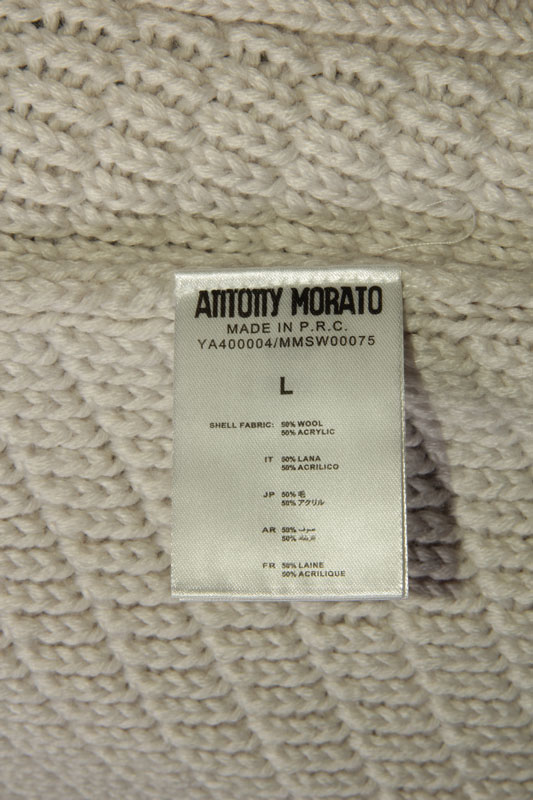 ANTONY MORATO
MADE IN P.R.C.
YA400004/MMSW00075
L
SHELL FABRIC: 50% WOOL
50% ACRYLIC
IT 50% LANA
50% ACRILICO
JP 50% 毛
50% アクリル
AR 50% صوف
50%
FR 50% LAINE
50% ACRILIQUE